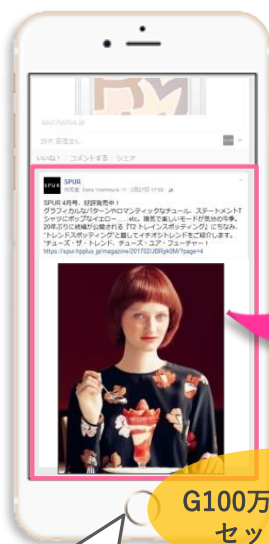 spur.hpplus.jp
いいね！ コメントする シェア
SPUR
SPUR
SPUR 4月号、好評発売中！
グラフィカルなパターンやロマンティックなチュール、ステートメントT
シャツにポップなイエロー……etc. 陽気で楽しいモードが気分の今季。
20年ぶりに続編が公開される『T2 トレインスポッティング』にちなみ、
"トレンドスポッティング"と題してイチオシトレンドをご紹介します。
"チューズ・ザ・トレンド、チューズ・ユア・フューチャー！
https://spur.hpplus.jp/magazine/201702/UBRpk0M/?page=4
G100万
セッ